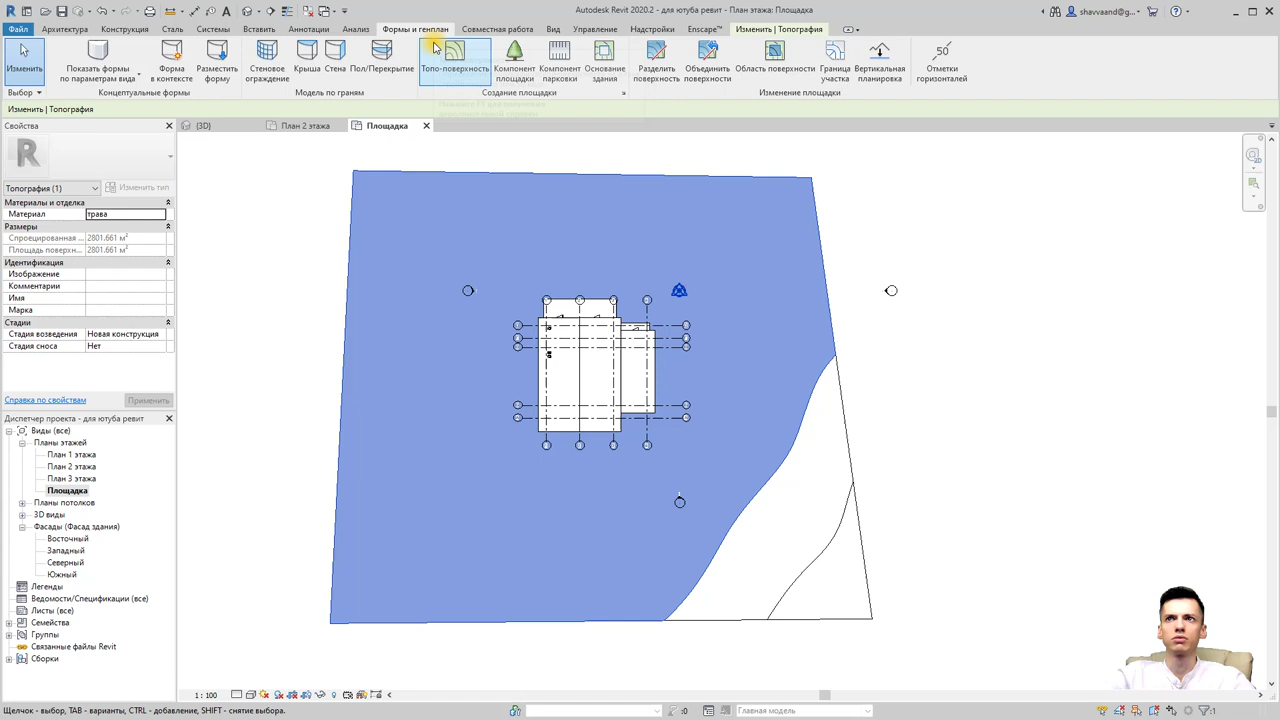 Autodesk Revit 2020.2 - для ютуба ревит - План этажа: Площадка
shavvaand@g...
Файл
Архитектура
Конструкция
Сталь
Системы
Вставить
Аннотации
Анализ
Формы и генплан
Совместная работа
Вид
Управление
Надстройки
Enscape™
Изменить | Топография
Изменить
Показать формы по параметрам вида
Форма в контексте
Разместить форму
Стеновое ограждение
Крыша
Стена
Пол/Перекрытие
Топо-поверхность
Компонент площадки
Компонент парковки
Основание здания
Разделить поверхность
Объединить поверхности
Область поверхности
Граница участка
Вертикальная планировка
50
Отметки горизонталей
Выбор
Концептуальные формы
Модель по граням
Создание площадки
Изменение площадки
Изменить | Топография
Свойства
(3D)
План 2 этажа
Площадка
R
Топография (1)
Изменить тип
Материалы и отделка
Материал
трава
Размеры
Спроецированная ...
2801.661 м²
Площадь поверхн...
2801.661 м²
Идентификация
Изображение
Комментарии
Имя
Марка
Стадии
Стадия возведения
Новая конструкция
Стадия сноса
Нет
Справка по свойствам
Применить
Диспетчер проекта - для ютуба ревит
Виды (все)
Планы этажей
План 1 этажа
План 2 этажа
План 3 этажа
Площадка
Планы потолков
3D виды
Фасады (Фасад здания)
Восточный
Западный
Северный
Южный
Легенды
Ведомости/Спецификации (все)
Листы (все)
Семейства
Группы
Связанные файлы Revit
Сборки
1 : 100
Щелчок - выбор, TAB - варианты, CTRL - добавление, SHIFT - снятие выбора.
:0
Главная модель
:1